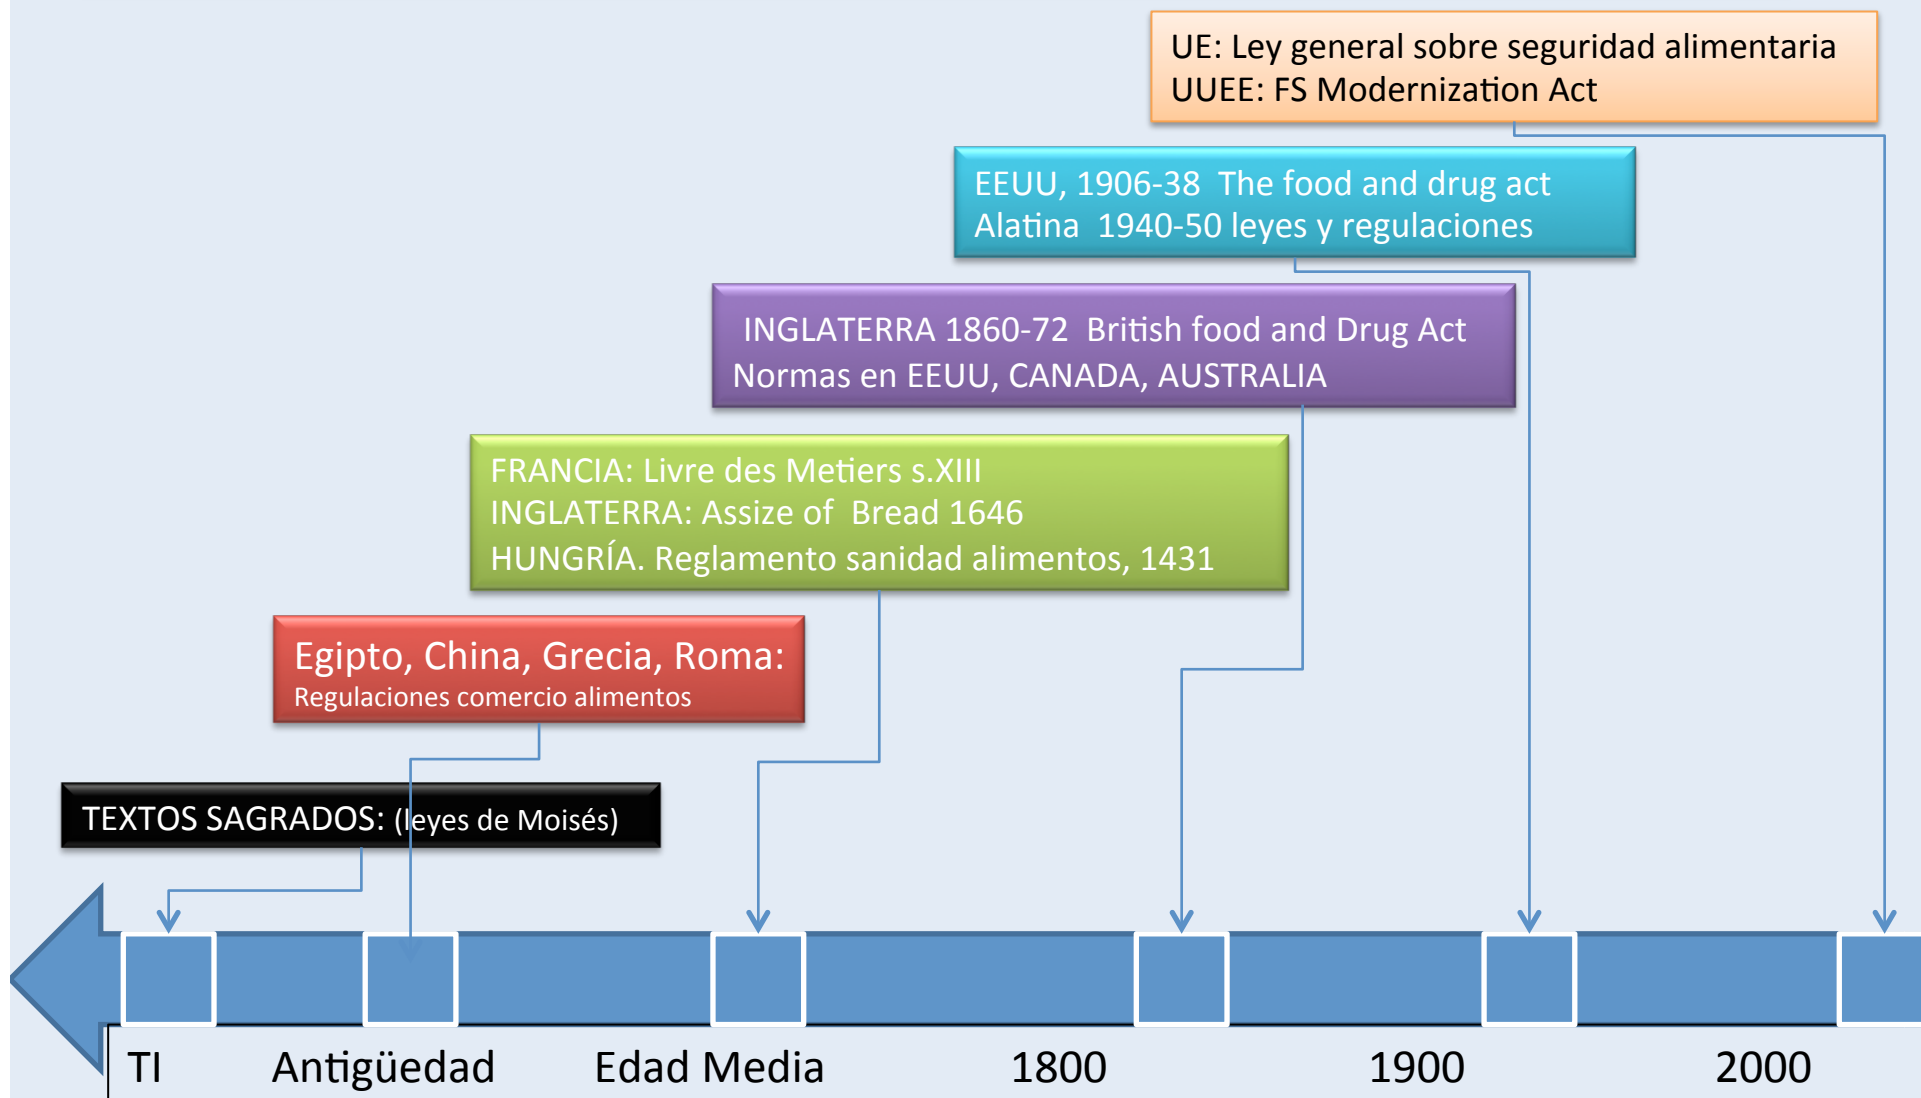 UE: Ley general sobre seguridad alimentaria
UUEE: FS Modernization Act
EEUU, 1906-38 The food and drug act
Alatina 1940-50 leyes y regulaciones
INGLATERRA 1860-72 British food and Drug Act
Normas en EEUU, CANADA, AUSTRALIA
FRANCIA: Livre des Metiers s.XIII
INGLATERRA: Assize of Bread 1646
HUNGRÍA. Reglamento sanidad alimentos, 1431
Egipto, China, Grecia, Roma:
Regulaciones comercio alimentos
TEXTOS SAGRADOS: (leyes de Moisés)
TI Antigüedad Edad Media 1800 1900 2000